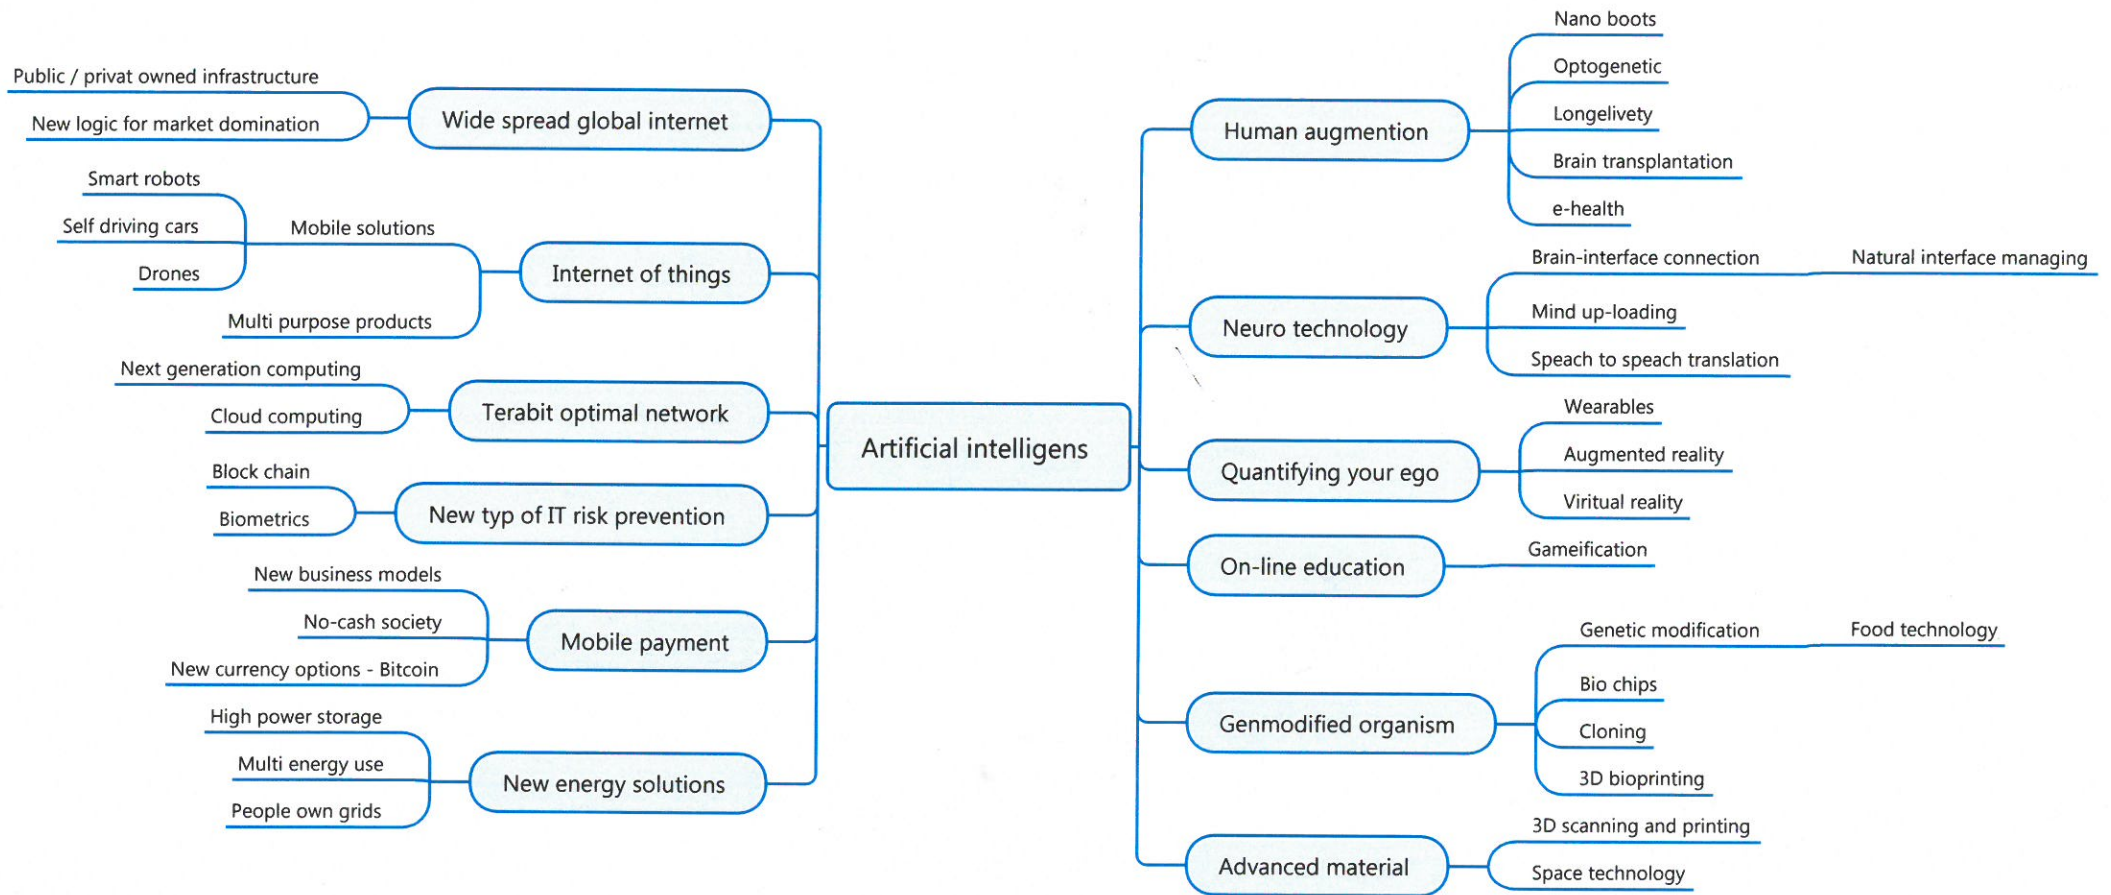 Artificial intelligens
Wide spread global internet
Public / privat owned infrastructure
New logic for market domination
Internet of things
Mobile solutions
Smart robots
Self driving cars
Drones
Multi purpose products
Terabit optimal network
Next generation computing
Cloud computing
New typ of IT risk prevention
Block chain
Biometrics
Mobile payment
New business models
No-cash society
New currency options - Bitcoin
New energy solutions
High power storage
Multi energy use
People own grids
Human augmention
Nano boots
Optogenetic
Longelivety
Brain transplantation
e-health
Neuro technology
Brain-interface connection
Natural interface managing
Mind up-loading
Speach to speach translation
Quantifying your ego
Wearables
Augmented reality
Viritual reality
On-line education
Gameification
Genmodified organism
Genetic modification
Food technology
Bio chips
Cloning
3D bioprinting
Advanced material
3D scanning and printing
Space technology